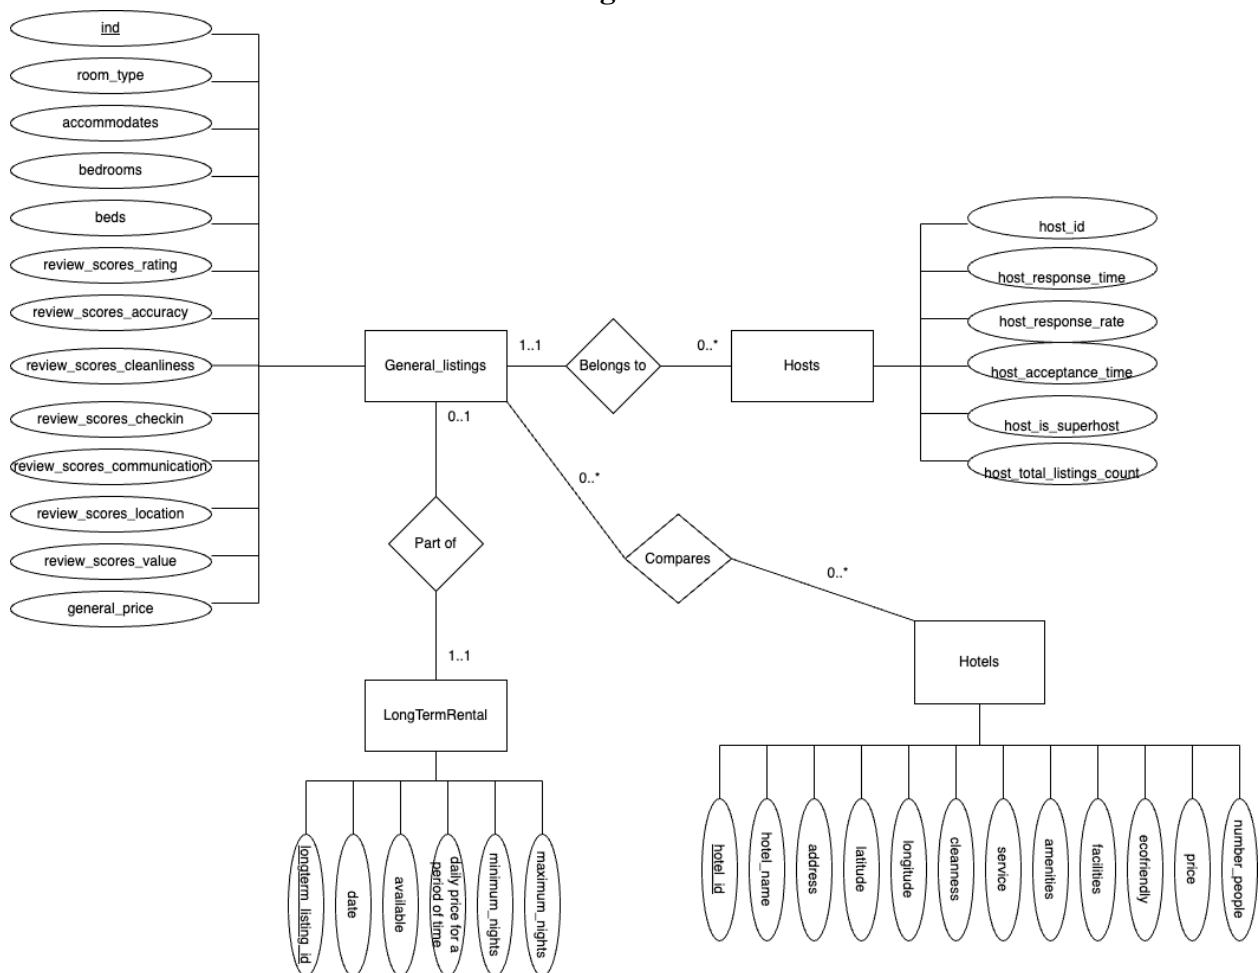 ind
room_type
accommodates
bedrooms
beds
review_scores_rating
review_scores_accuracy
review_scores_cleanliness
review_scores_checkin
review_scores_communication
review_scores_location
review_scores_value
general_price
General_listings
1..1
Belongs to
0..*
Hosts
host_id
host_response_time
host_response_rate
host_acceptance_time
host_is_superhost
host_total_listings_count
0..1
Part of
1..1
LongTermRental
0..*
Compares
0..*
Hotels
longterm_listing_id
date
available
daily price for a
period of time
minimum_nights
maximum_nights
hotel_id
hotel_name
address
latitude
longitude
cleanness
service
amenities
facilities
ecofriendly
price
number_people